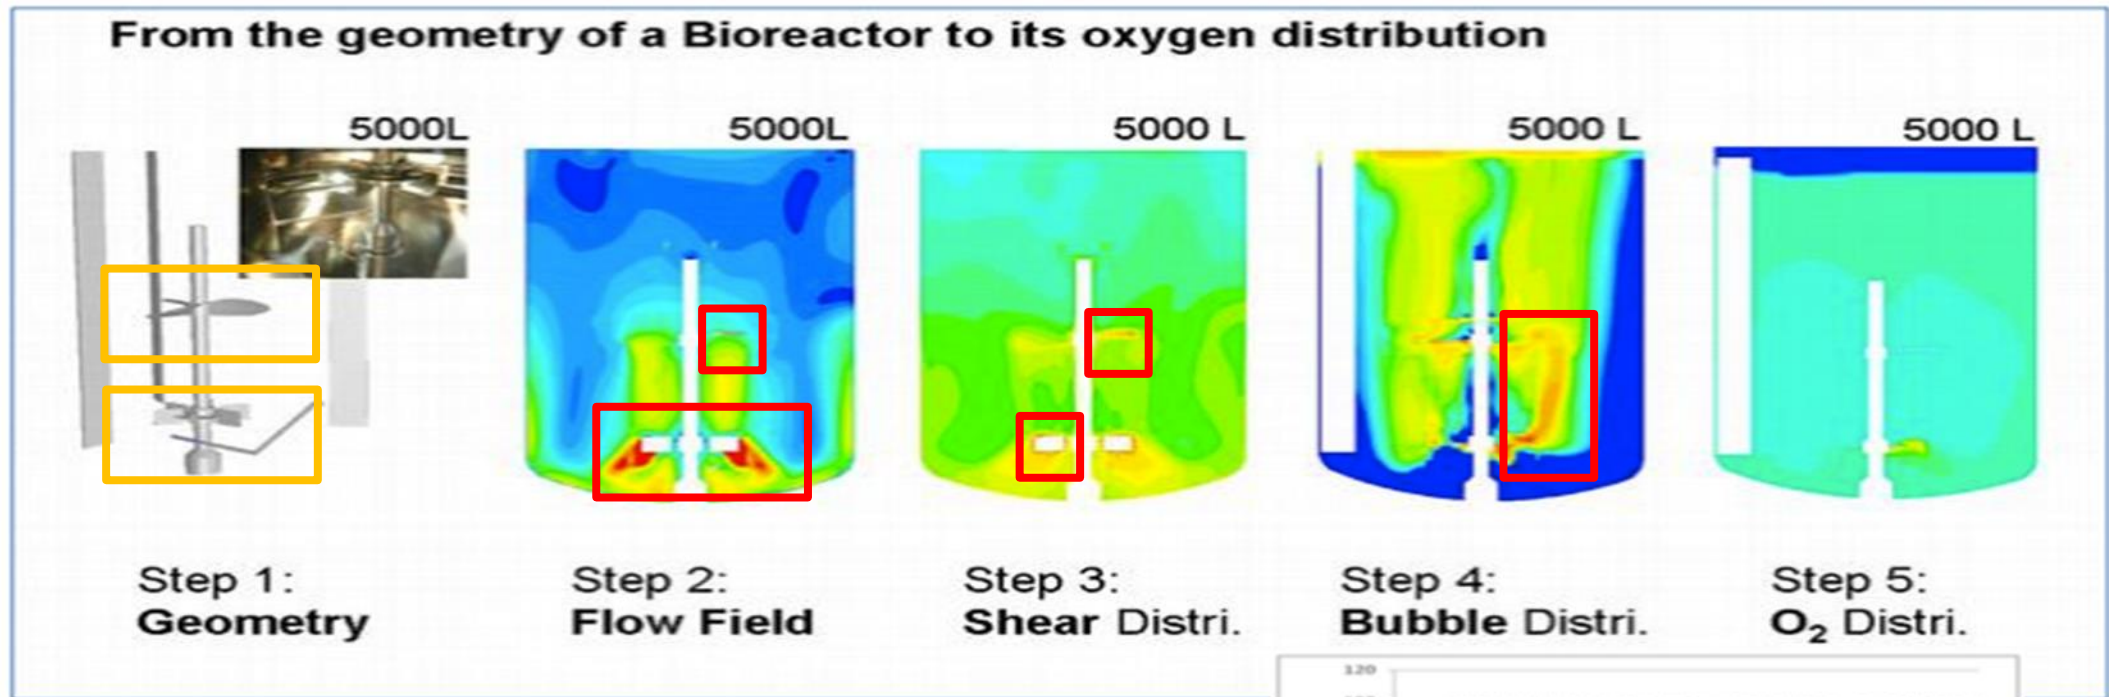 From the geometry of a Bioreactor to its oxygen distribution
5000L
5000L
5000 L
5000 L
5000 L
Step 1:
Geometry
Step 2:
Flow Field
Step 3:
Shear Distri.
Step 4:
Bubble Distri.
Step 5:
O₂ Distri.
120